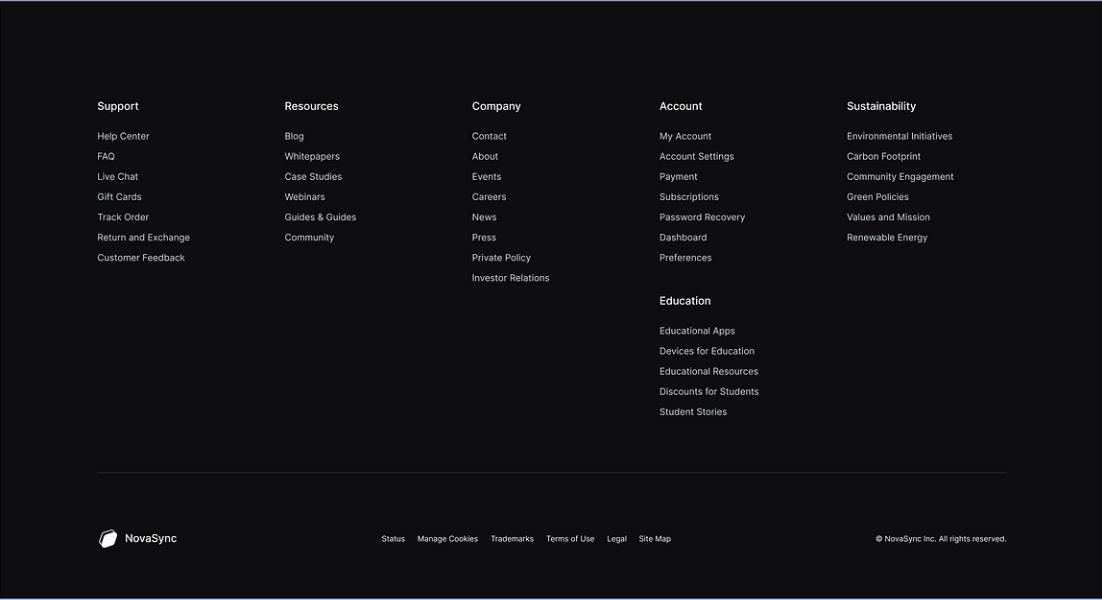 Support
Help Center
FAQ
Live Chat
Gift Cards
Track Order
Return and Exchange
Customer Feedback
Resources
Blog
Whitepapers
Case Studies
Webinars
Guides & Guides
Community
Company
Contact
About
Events
Careers
News
Press
Private Policy
Investor Relations
Account
My Account
Account Settings
Payment
Subscriptions
Password Recovery
Dashboard
Preferences
Education
Educational Apps
Devices for Education
Educational Resources
Discounts for Students
Student Stories
Sustainability
Environmental Initiatives
Carbon Footprint
Community Engagement
Green Policies
Values and Mission
Renewable Energy
NovaSync
Status Manage Cookies Trademarks Terms of Use Legal Site Map
© NovaSync Inc. All rights reserved.